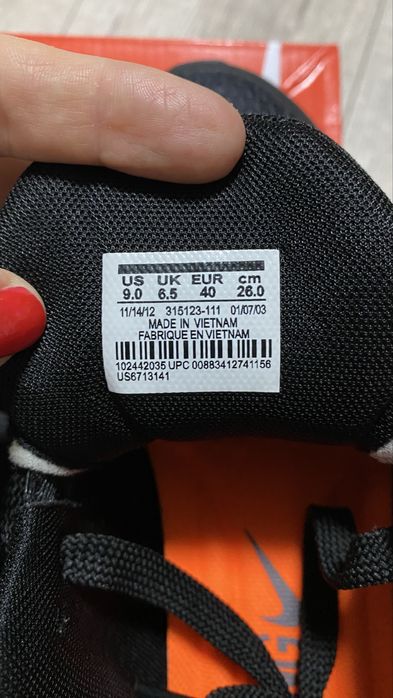 US UK EUR cm
9.0 6.5 40 26.0
11/14/12 315123-111 01/07/03
MADE IN VIETNAM
FABRIQUE EN VIETNAM
102442035 UPC 00883412741156
US6713141